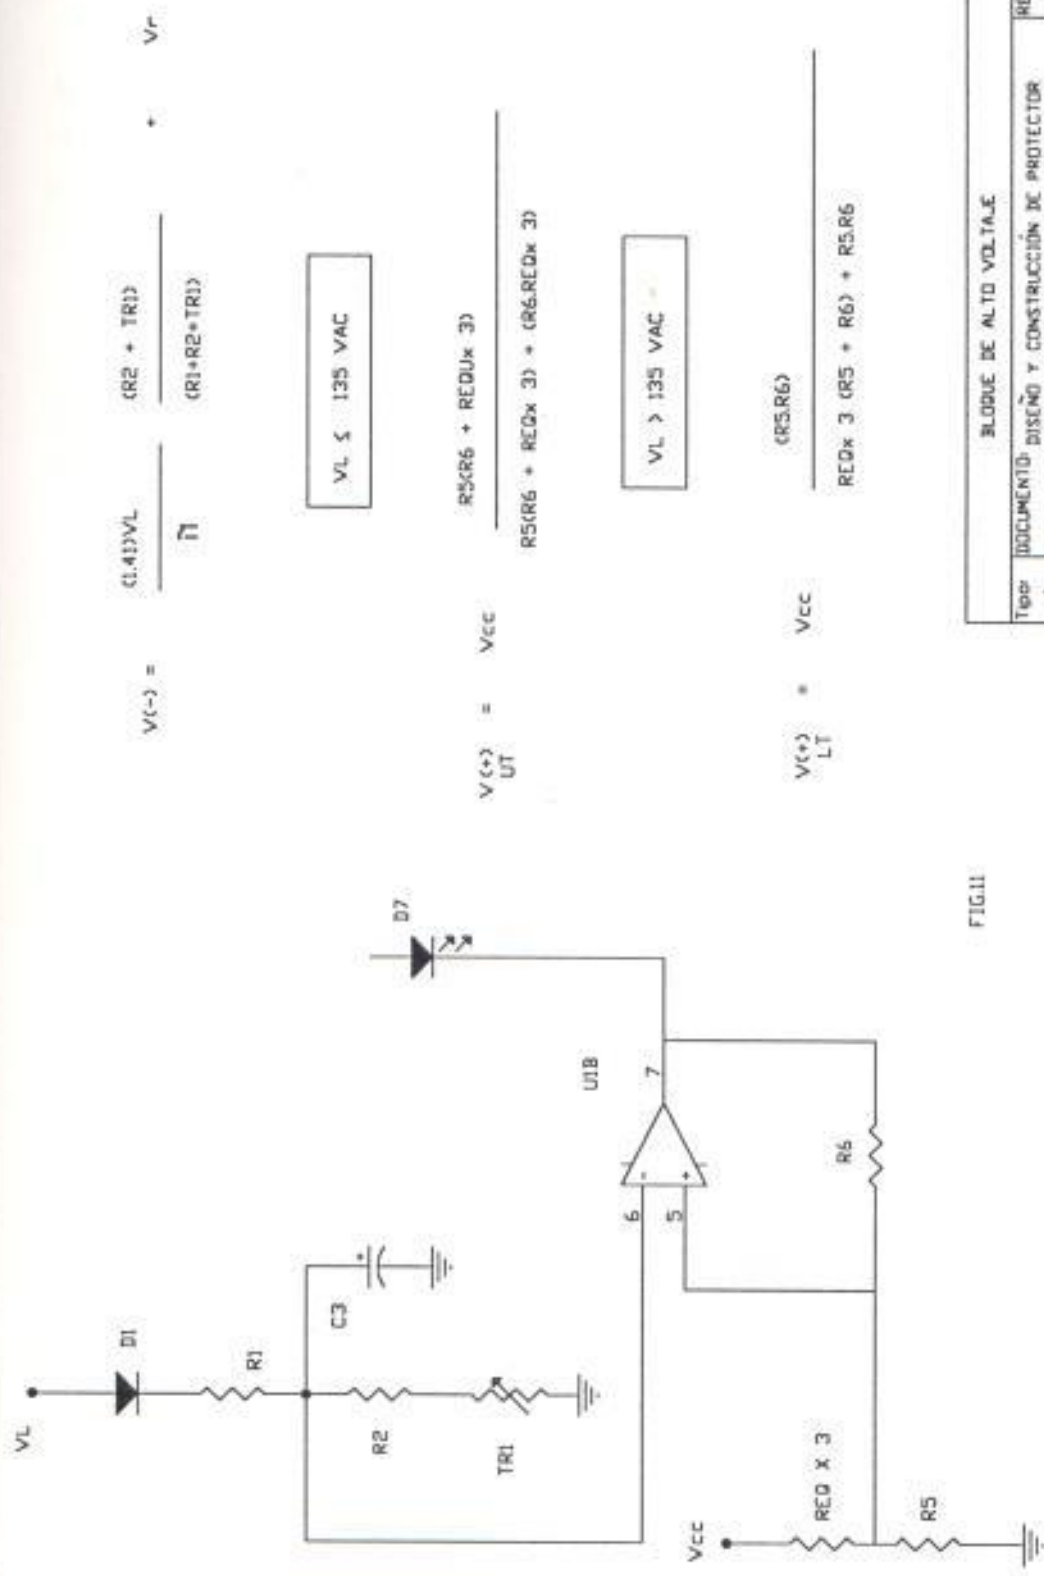 VL
D1
R1
C3
R2
TR1
D7
U1B
6
5
7
-
+
R6
Vcc
REQ X 3
R5
FIG.11
V(-) = (1.41)VL (R2 + TR1) + Vr
π (R1+R2+TR1)
VL ≤ 135 VAC
R5(R6 + REQUx 3)
V(+) = Vcc
UT
R5(R6 + REQx 3) + (R6.REQx 3)
VL > 135 VAC
(R5.R6)
V(+) = Vcc
LT
REQx 3 (R5 + R6) + R5.R6
BLOQUE DE ALTO VOLTAJE
Tipo: DOCUMENTO: DISEÑO Y CONSTRUCCIÓN DE PROTECTOR